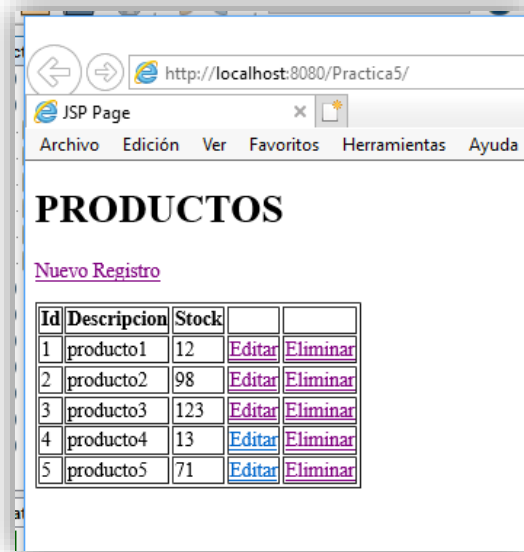 http://localhost:8080/Practica5/
JSP Page
Archivo Edición Ver Favoritos Herramientas Ayuda
PRODUCTOS
Nuevo Registro
Id Descripcion Stock
1 producto1 12 Editar Eliminar
2 producto2 98 Editar Eliminar
3 producto3 123 Editar Eliminar
4 producto4 13 Editar Eliminar
5 producto5 71 Editar Eliminar